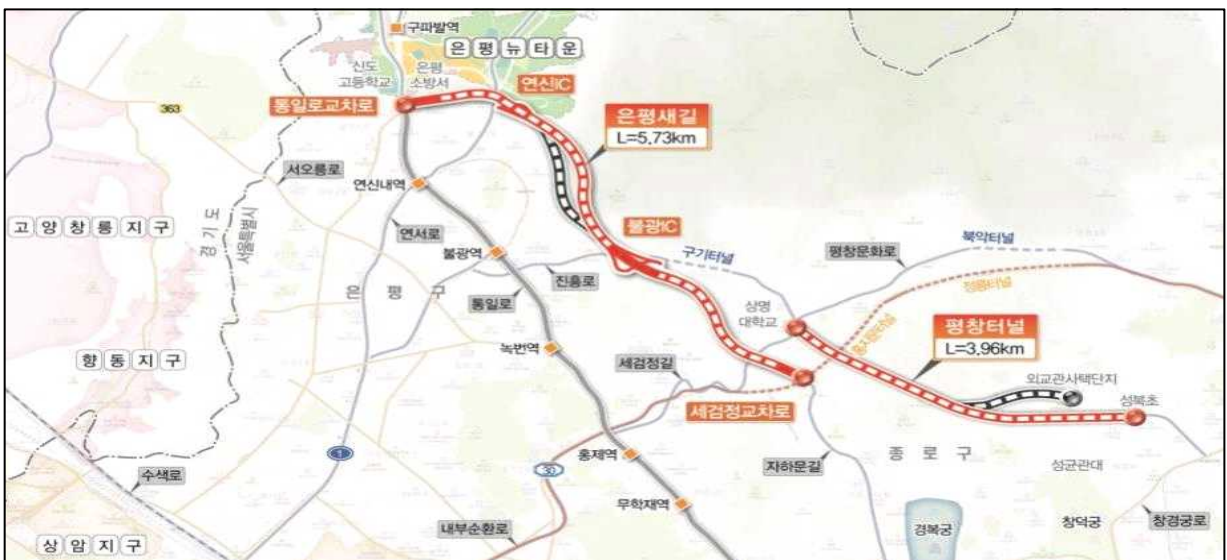 구파발역
은평뉴타운
신도
고등학교
은평
소방서
연신IC
통일로교차로
363
은평새길
L=5.73km
서오릉로
연신내역
고양창릉지구
경기도
서울특별시
연서로
불광역
불광IC
구기터널
평창문화로
북악터널
정릉터널
은평구
통일로
진흥로
상명
대학교
홍지문터널
평창터널
L=3.96km
향동지구
녹번역
세검정길
외교관사택단지
성북초
세검정교차로
종로구
1
30
홍제역
자하문길
성균관대
수색로
무학재역
내부순환로
경복궁
창덕궁
창경궁로
상암지구